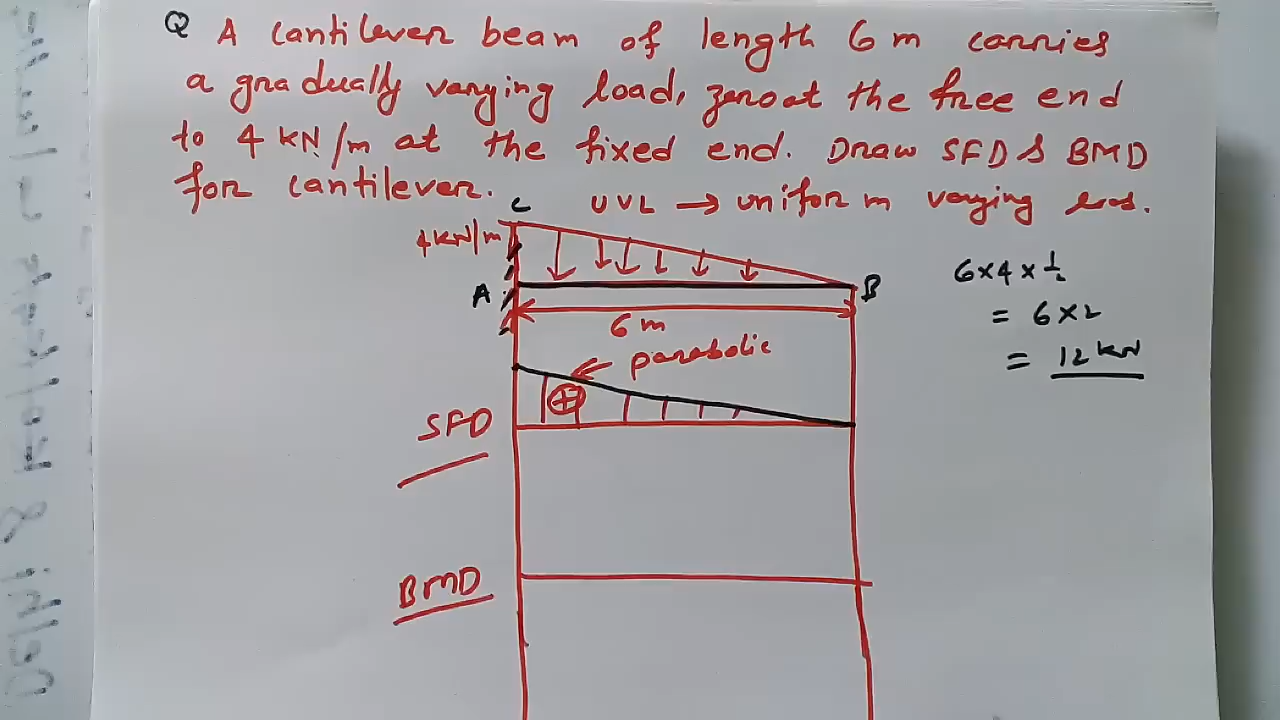 Q A cantilever beam of length 6 m carries
a gradually varying load, zero at the free end
to 4 KN/m at the fixed end. Draw SFD & BMD
for cantilever.
UVL → uniform varying load.
C
4 KN/m
A
B
6 m
6 × 4 × 1/2
= 6 × 2
= 12 KN
parabolic
+
SFD
BMD